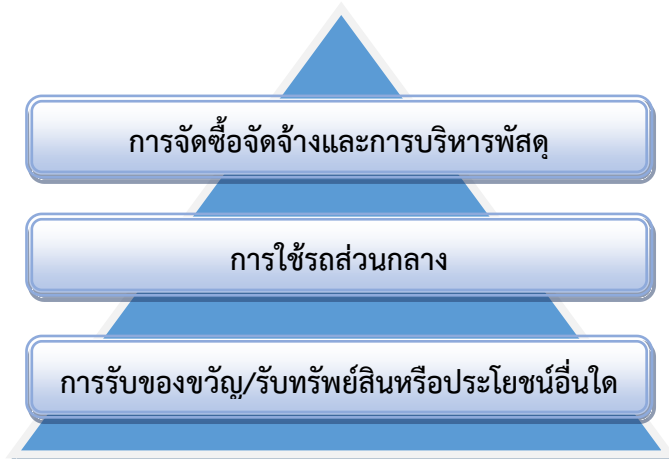 การจัดซื้อจัดจ้างและการบริหารพัสดุ
การใช้รถส่วนกลาง
การรับของขวัญ/รับทรัพย์สินหรือประโยชน์อื่นใด